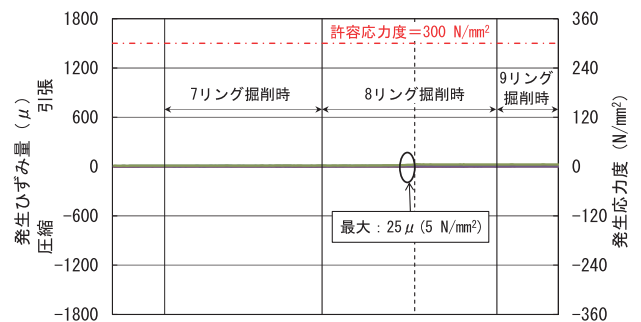 発生ひずみ量（μ）
圧縮　引張
1800
1200
600
0
-600
-1200
-1800
許容応力度＝300 N/mm²
7リング掘削時
8リング掘削時
9リング
掘削時
最大：25μ(5 N/mm²)
360
240
120
0
-120
-240
-360
発生応力度（N/mm²）